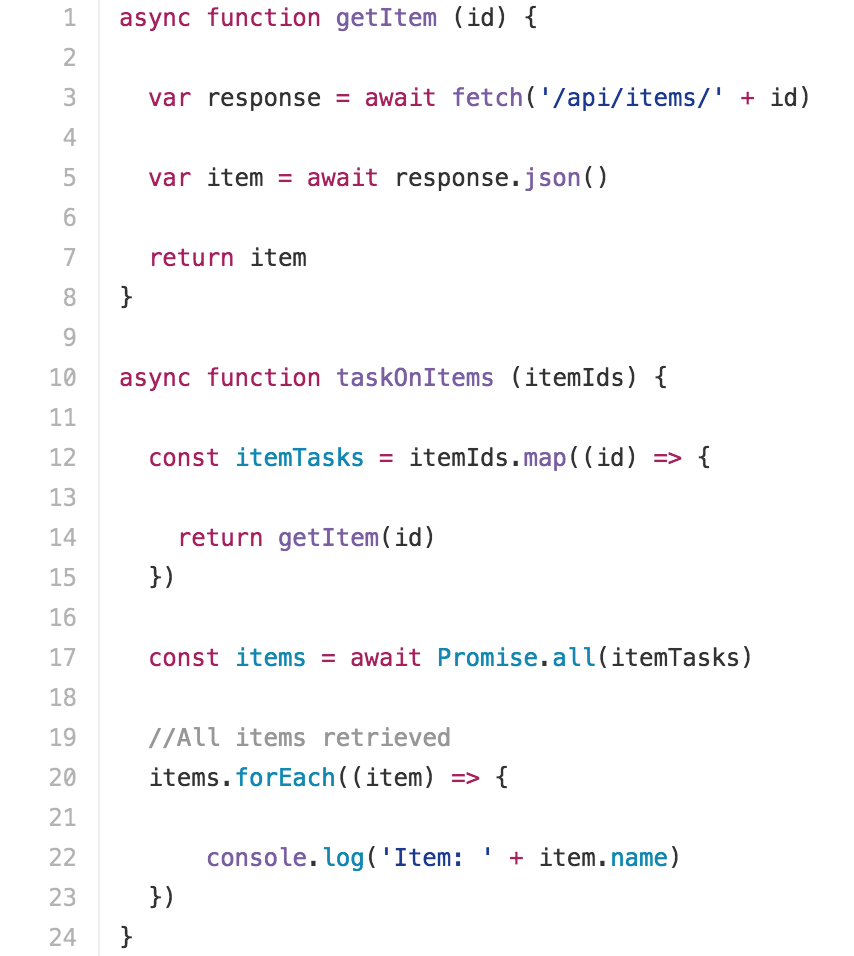 1 async function getItem (id) {
2
3 var response = await fetch('/api/items/' + id)
4
5 var item = await response.json()
6
7 return item
8 }
9
10 async function taskOnItems (itemIds) {
11
12 const itemTasks = itemIds.map((id) => {
13
14 return getItem(id)
15 })
16
17 const items = await Promise.all(itemTasks)
18
19 //All items retrieved
20 items.forEach((item) => {
21
22 console.log('Item: ' + item.name)
23 })
24 }